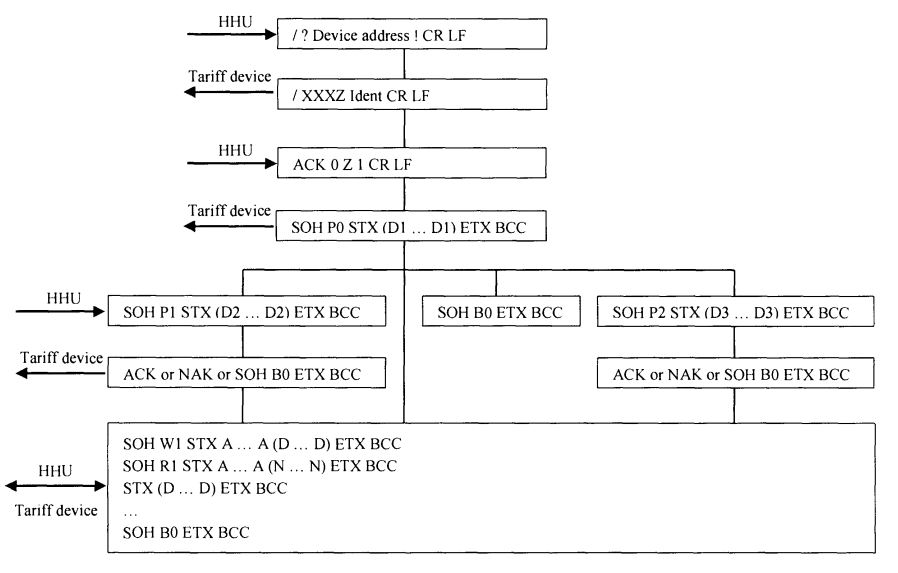 HHU
/ ? Device address ! CR LF
Tariff device
/ XXXZ Ident CR LF
HHU
ACK 0 Z 1 CR LF
Tariff device
SOH P0 STX (D1 ... D1) ETX BCC
HHU
SOH P1 STX (D2 ... D2) ETX BCC
SOH B0 ETX BCC
SOH P2 STX (D3 ... D3) ETX BCC
Tariff device
ACK or NAK or SOH B0 ETX BCC
ACK or NAK or SOH B0 ETX BCC
SOH W1 STX A ... A (D ... D) ETX BCC
SOH R1 STX A ... A (N ... N) ETX BCC
HHU
STX (D ... D) ETX BCC
Tariff device
...
SOH B0 ETX BCC